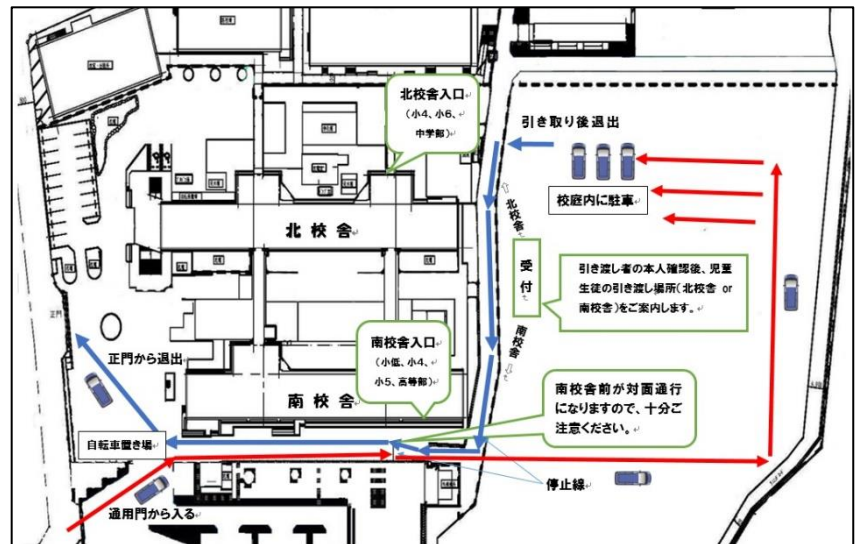 北校舎入口
（小４、小６、
中学部）
引き取り後退出
校庭内に駐車
北校舎
北校舎
受付
南校舎
引き渡し者の本人確認後、児童
生徒の引き渡し場所（北校舎 or
南校舎）をご案内します。
正門
正門から退出
南校舎入口
（小低、小４、
小５、高等部）
南校舎
南校舎前が対面通行
になりますので、十分ご
注意ください。
自転車置き場
停止線
通用門から入る